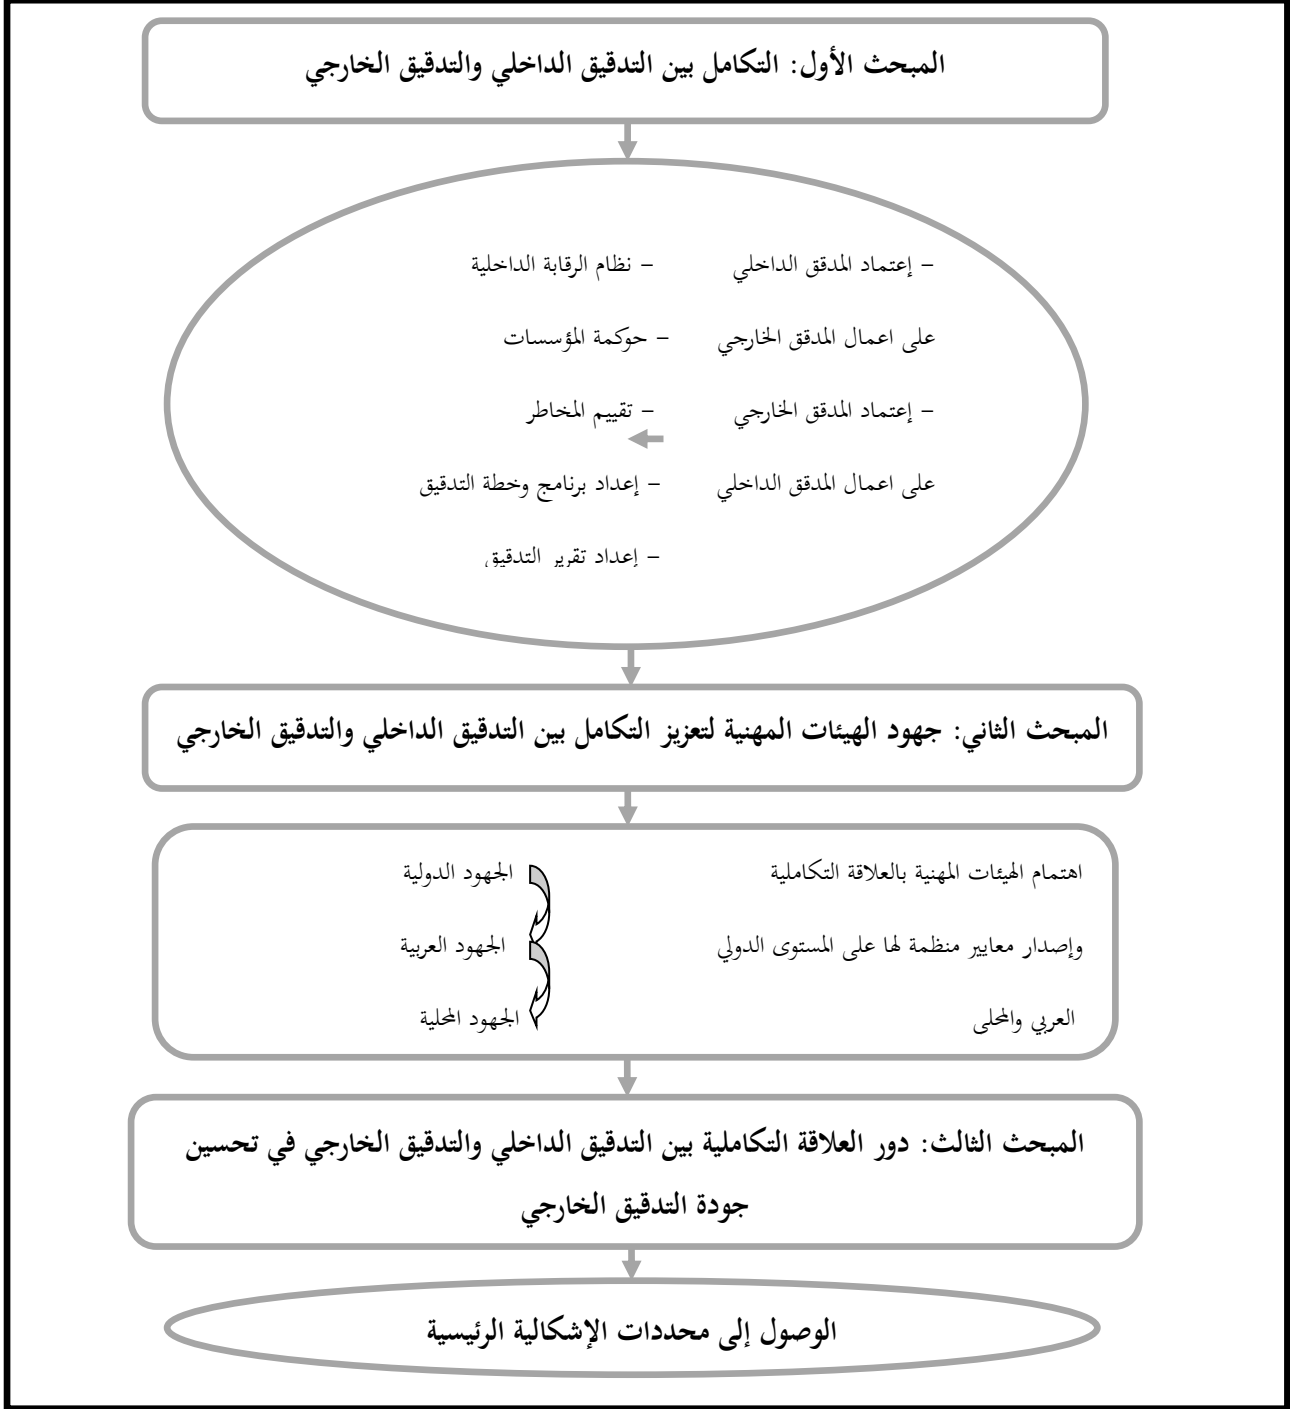 المبحث الأول: التكامل بين التدقيق الداخلي والتدقيق الخارجي
– إعتماد المدقق الداخلي
على اعمال المدقق الخارجي
– إعتماد المدقق الخارجي
على اعمال المدقق الداخلي
– نظام الرقابة الداخلية
– حوكمة المؤسسات
– تقييم المخاطر
– إعداد برنامج وخطة التدقيق
– إعداد تقرير التدقيق
المبحث الثاني: جهود الهيئات المهنية لتعزيز التكامل بين التدقيق الداخلي والتدقيق الخارجي
اهتمام الهيئات المهنية بالعلاقة التكاملية
وإصدار معايير منظمة لها على المستوى الدولي
العربي والمحلى
الجهود الدولية
الجهود العربية
الجهود المحلية
المبحث الثالث: دور العلاقة التكاملية بين التدقيق الداخلي والتدقيق الخارجي في تحسين
جودة التدقيق الخارجي
الوصول إلى محددات الإشكالية الرئيسية